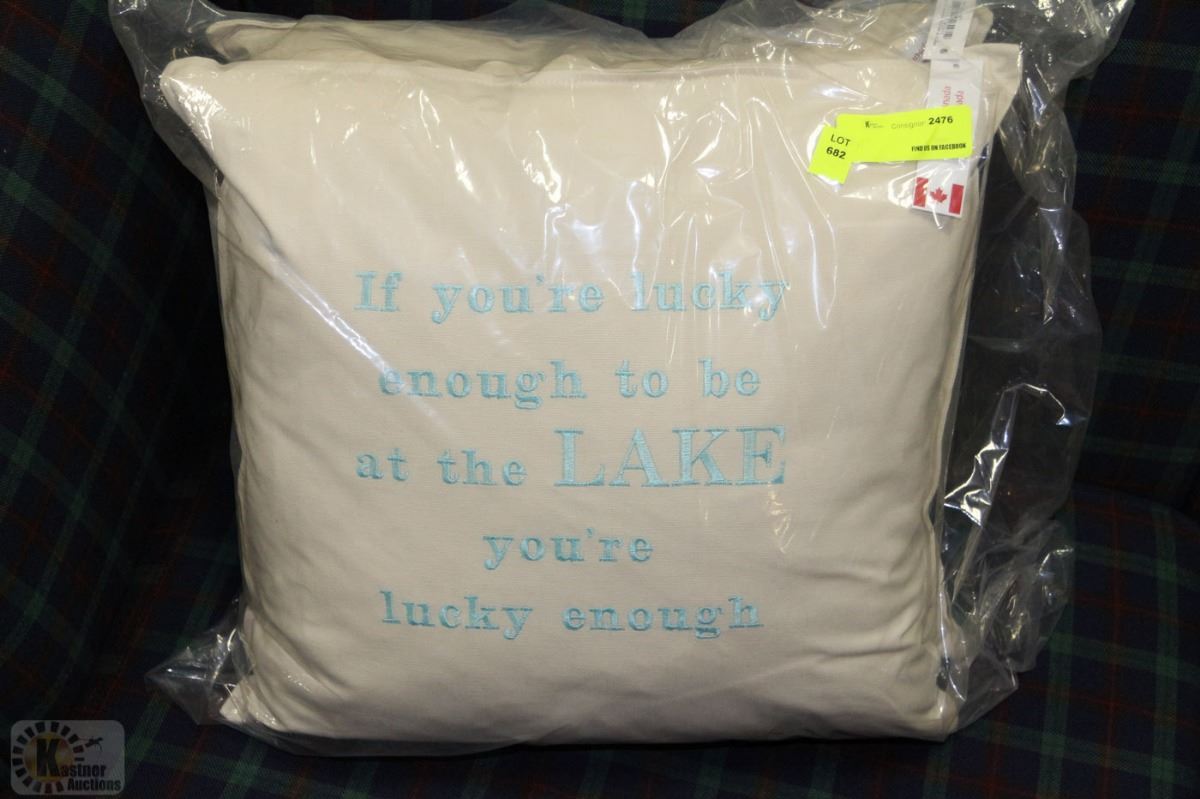 Consignor 2476
LOT
682
FIND US ON FACEBOOK
If you're lucky
enough to be
at the LAKE
you're
lucky enough
Kastner
Auctions